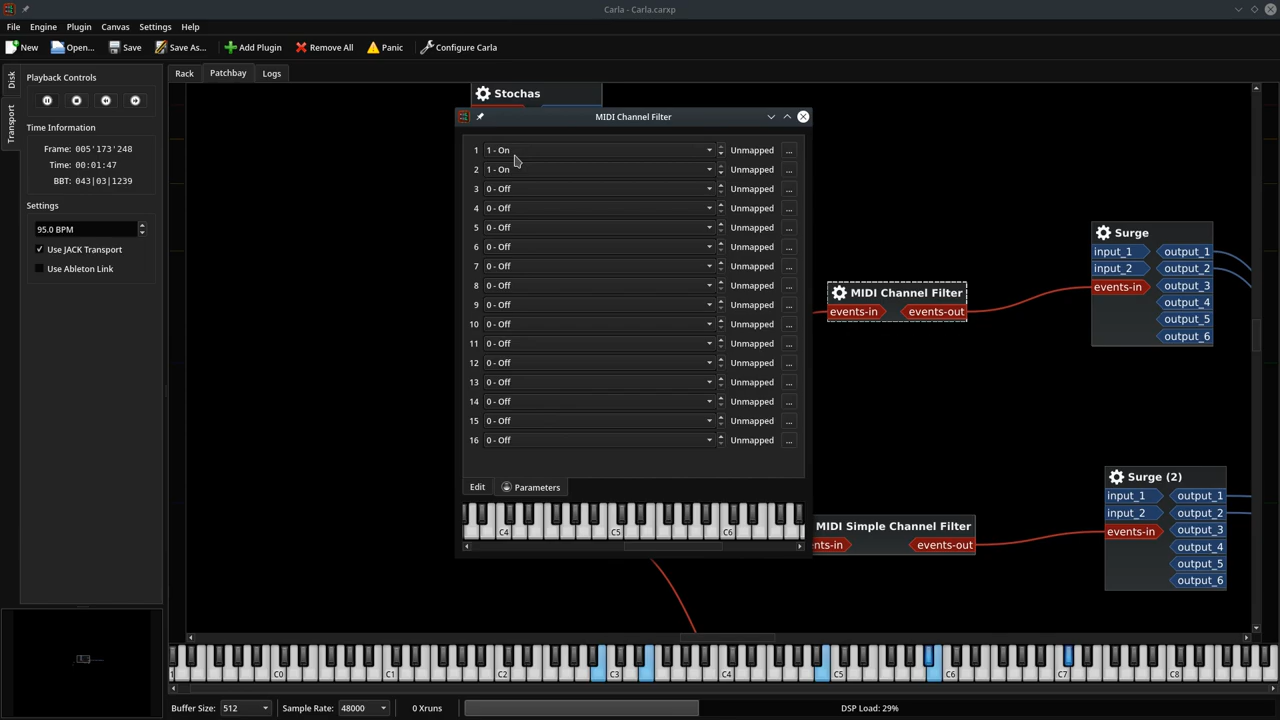 Carla - Carla.carxp
File Engine Plugin Canvas Settings Help
New Open... Save Save As... Add Plugin Remove All Panic Configure Carla
Disk
Transport
Playback Controls
Time Information
Frame: 005'173'248
Time: 00:01:47
BBT: 043|03|1239
Settings
95.0 BPM
Use JACK Transport
Use Ableton Link
Rack Patchbay Logs
Stochas
MIDI Channel Filter
1 1 - On Unmapped ...
2 1 - On Unmapped ...
3 0 - Off Unmapped ...
4 0 - Off Unmapped ...
5 0 - Off Unmapped ...
6 0 - Off Unmapped ...
7 0 - Off Unmapped ...
8 0 - Off Unmapped ...
9 0 - Off Unmapped ...
10 0 - Off Unmapped ...
11 0 - Off Unmapped ...
12 0 - Off Unmapped ...
13 0 - Off Unmapped ...
14 0 - Off Unmapped ...
15 0 - Off Unmapped ...
16 0 - Off Unmapped ...
Edit Parameters
C4 C5 C6
MIDI Channel Filter
events-in events-out
Surge
input_1 output_1
input_2 output_2
events-in output_3
output_4
output_5
output_6
MIDI Simple Channel Filter
nts-in events-out
Surge (2)
input_1 output_1
input_2 output_2
events-in output_3
output_4
output_5
output_6
1 C0 C1 C2 C3 C4 C5 C6 C7 C8
Buffer Size: 512 Sample Rate: 48000 0 Xruns DSP Load: 29%